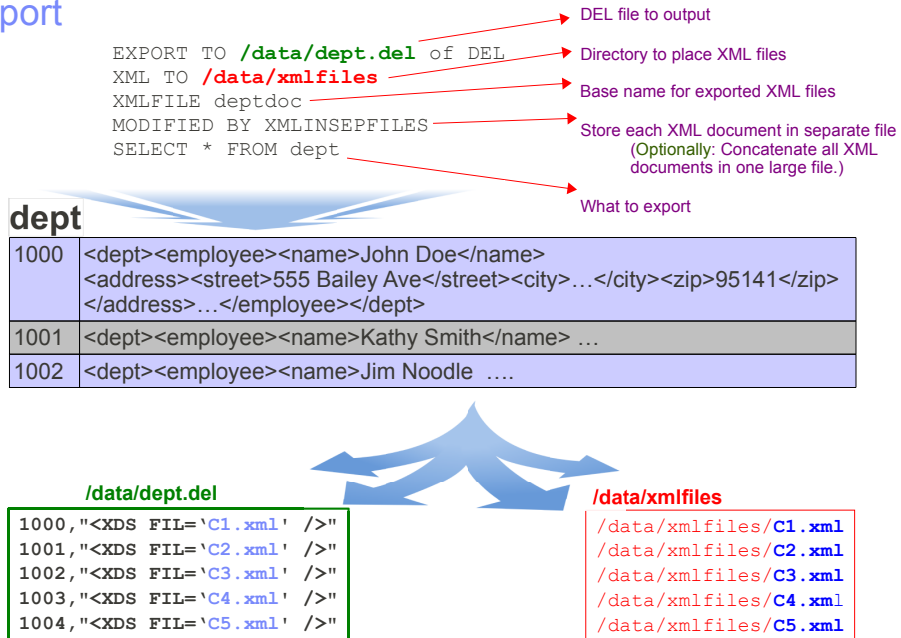 port
EXPORT TO /data/dept.del of DEL
XML TO /data/xmlfiles
XMLFILE deptdoc
MODIFIED BY XMLINSEPFILES
SELECT * FROM dept
DEL file to output
Directory to place XML files
Base name for exported XML files
Store each XML document in separate file
(Optionally: Concatenate all XML
documents in one large file.)
What to export
dept
1000 <dept><employee><name>John Doe</name>
<address><street>555 Bailey Ave</street><city>…</city><zip>95141</zip>
</address>…</employee></dept>
1001 <dept><employee><name>Kathy Smith</name> …
1002 <dept><employee><name>Jim Noodle ….
/data/dept.del
1000,"<XDS FIL=‘C1.xml' />"
1001,"<XDS FIL=‘C2.xml' />"
1002,"<XDS FIL=‘C3.xml' />"
1003,"<XDS FIL=‘C4.xml' />"
1004,"<XDS FIL=‘C5.xml' />"
/data/xmlfiles
/data/xmlfiles/C1.xml
/data/xmlfiles/C2.xml
/data/xmlfiles/C3.xml
/data/xmlfiles/C4.xml
/data/xmlfiles/C5.xml